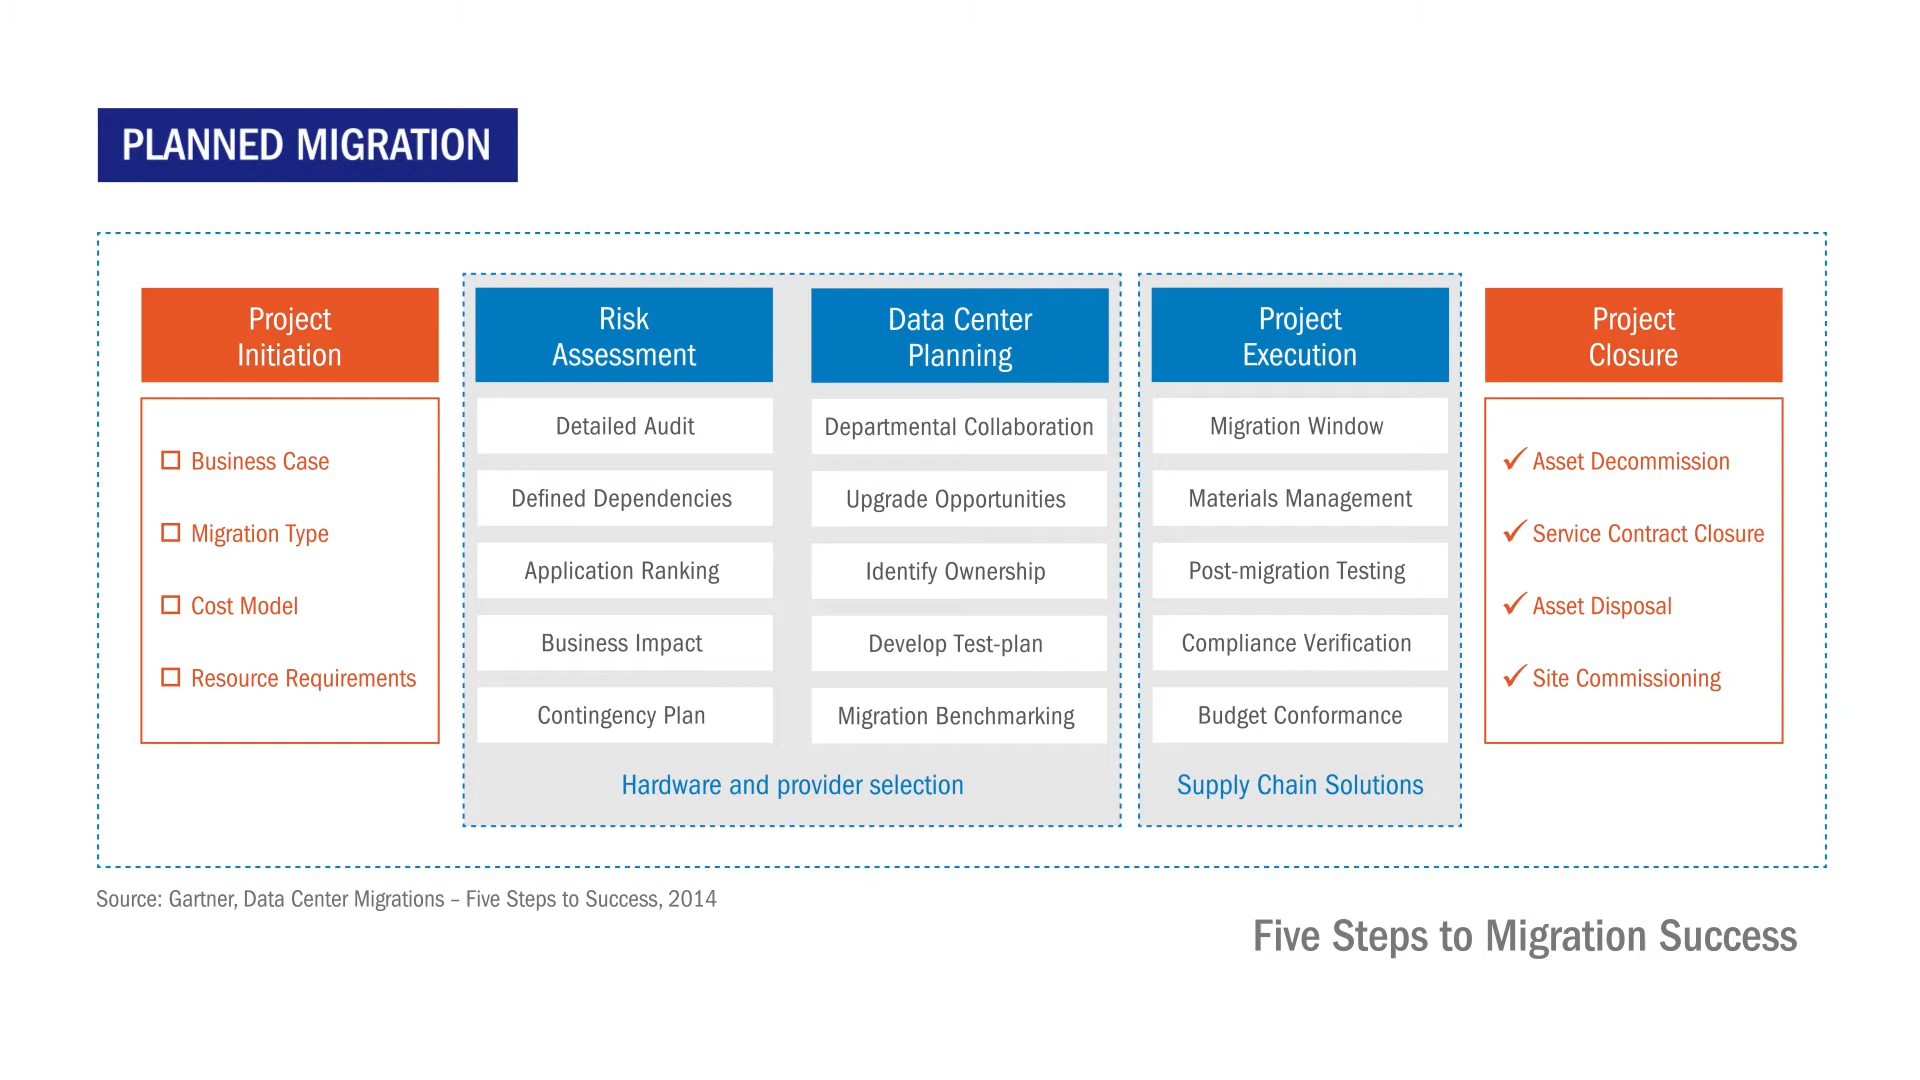 PLANNED MIGRATION
Project
Initiation
Business Case
Migration Type
Cost Model
Resource Requirements
Risk
Assessment
Detailed Audit
Defined Dependencies
Application Ranking
Business Impact
Contingency Plan
Data Center
Planning
Departmental Collaboration
Upgrade Opportunities
Identify Ownership
Develop Test-plan
Migration Benchmarking
Hardware and provider selection
Project
Execution
Migration Window
Materials Management
Post-migration Testing
Compliance Verification
Budget Conformance
Supply Chain Solutions
Project
Closure
Asset Decommission
Service Contract Closure
Asset Disposal
Site Commissioning
Source: Gartner, Data Center Migrations – Five Steps to Success, 2014
Five Steps to Migration Success